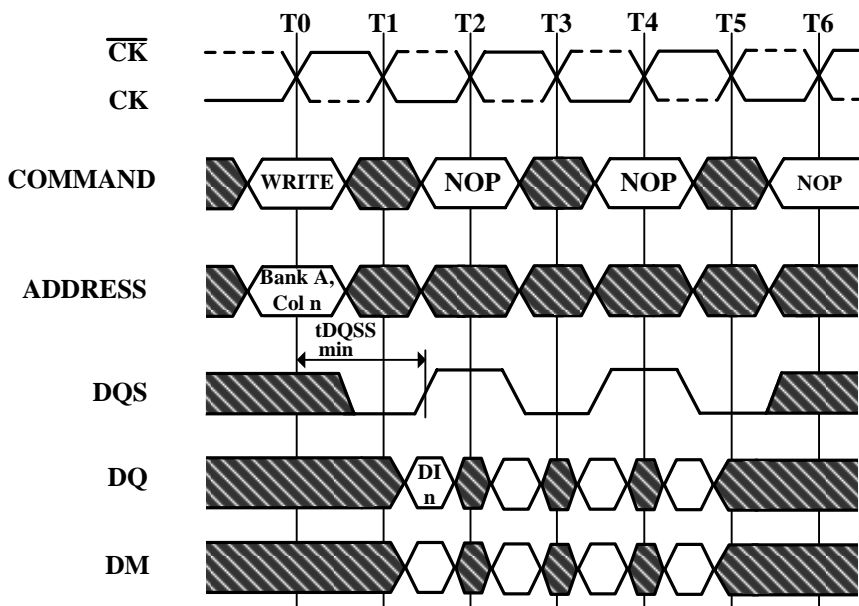 T0 T1 T2 T3 T4 T5 T6
CK
CK
COMMAND WRITE NOP NOP NOP
ADDRESS Bank A,
Col n
tDQSS
min
DQS
DQ DI
n
DM